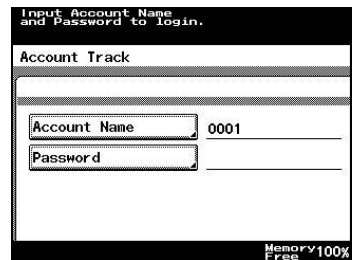 Input Account Name
and Password to login.
Account Track
Account Name 0001
Password
Memory 100%
Free